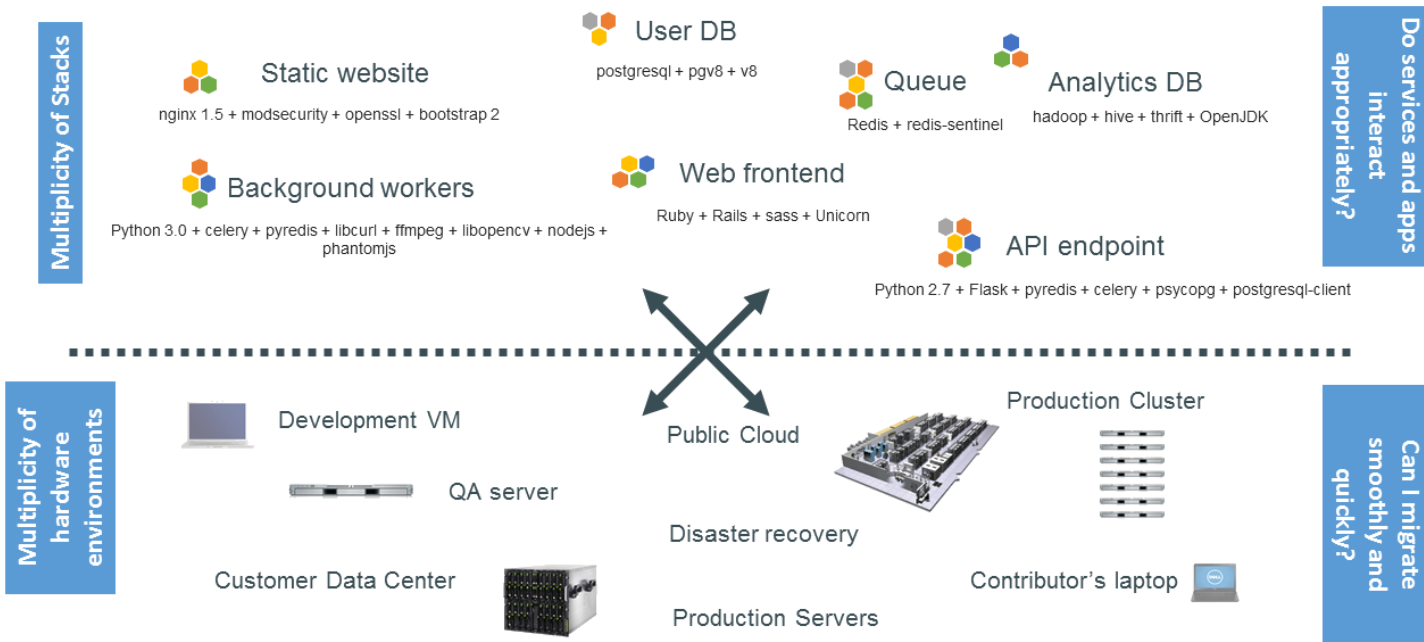 Multiplicity of Stacks
Static website
nginx 1.5 + modsecurity + openssl + bootstrap 2
Background workers
Python 3.0 + celery + pyredis + libcurl + ffmpeg + libopencv + nodejs +
phantomjs
User DB
postgresql + pgv8 + v8
Web frontend
Ruby + Rails + sass + Unicorn
Queue
Redis + redis-sentinel
Analytics DB
hadoop + hive + thrift + OpenJDK
API endpoint
Python 2.7 + Flask + pyredis + celery + psycopg + postgresql-client
Do services and apps
interact
appropriately?
Multiplicity of
hardware
environments
Development VM
QA server
Customer Data Center
Public Cloud
Disaster recovery
Production Servers
Production Cluster
Contributor's laptop
DELL
Can I migrate
smoothly and
quickly?